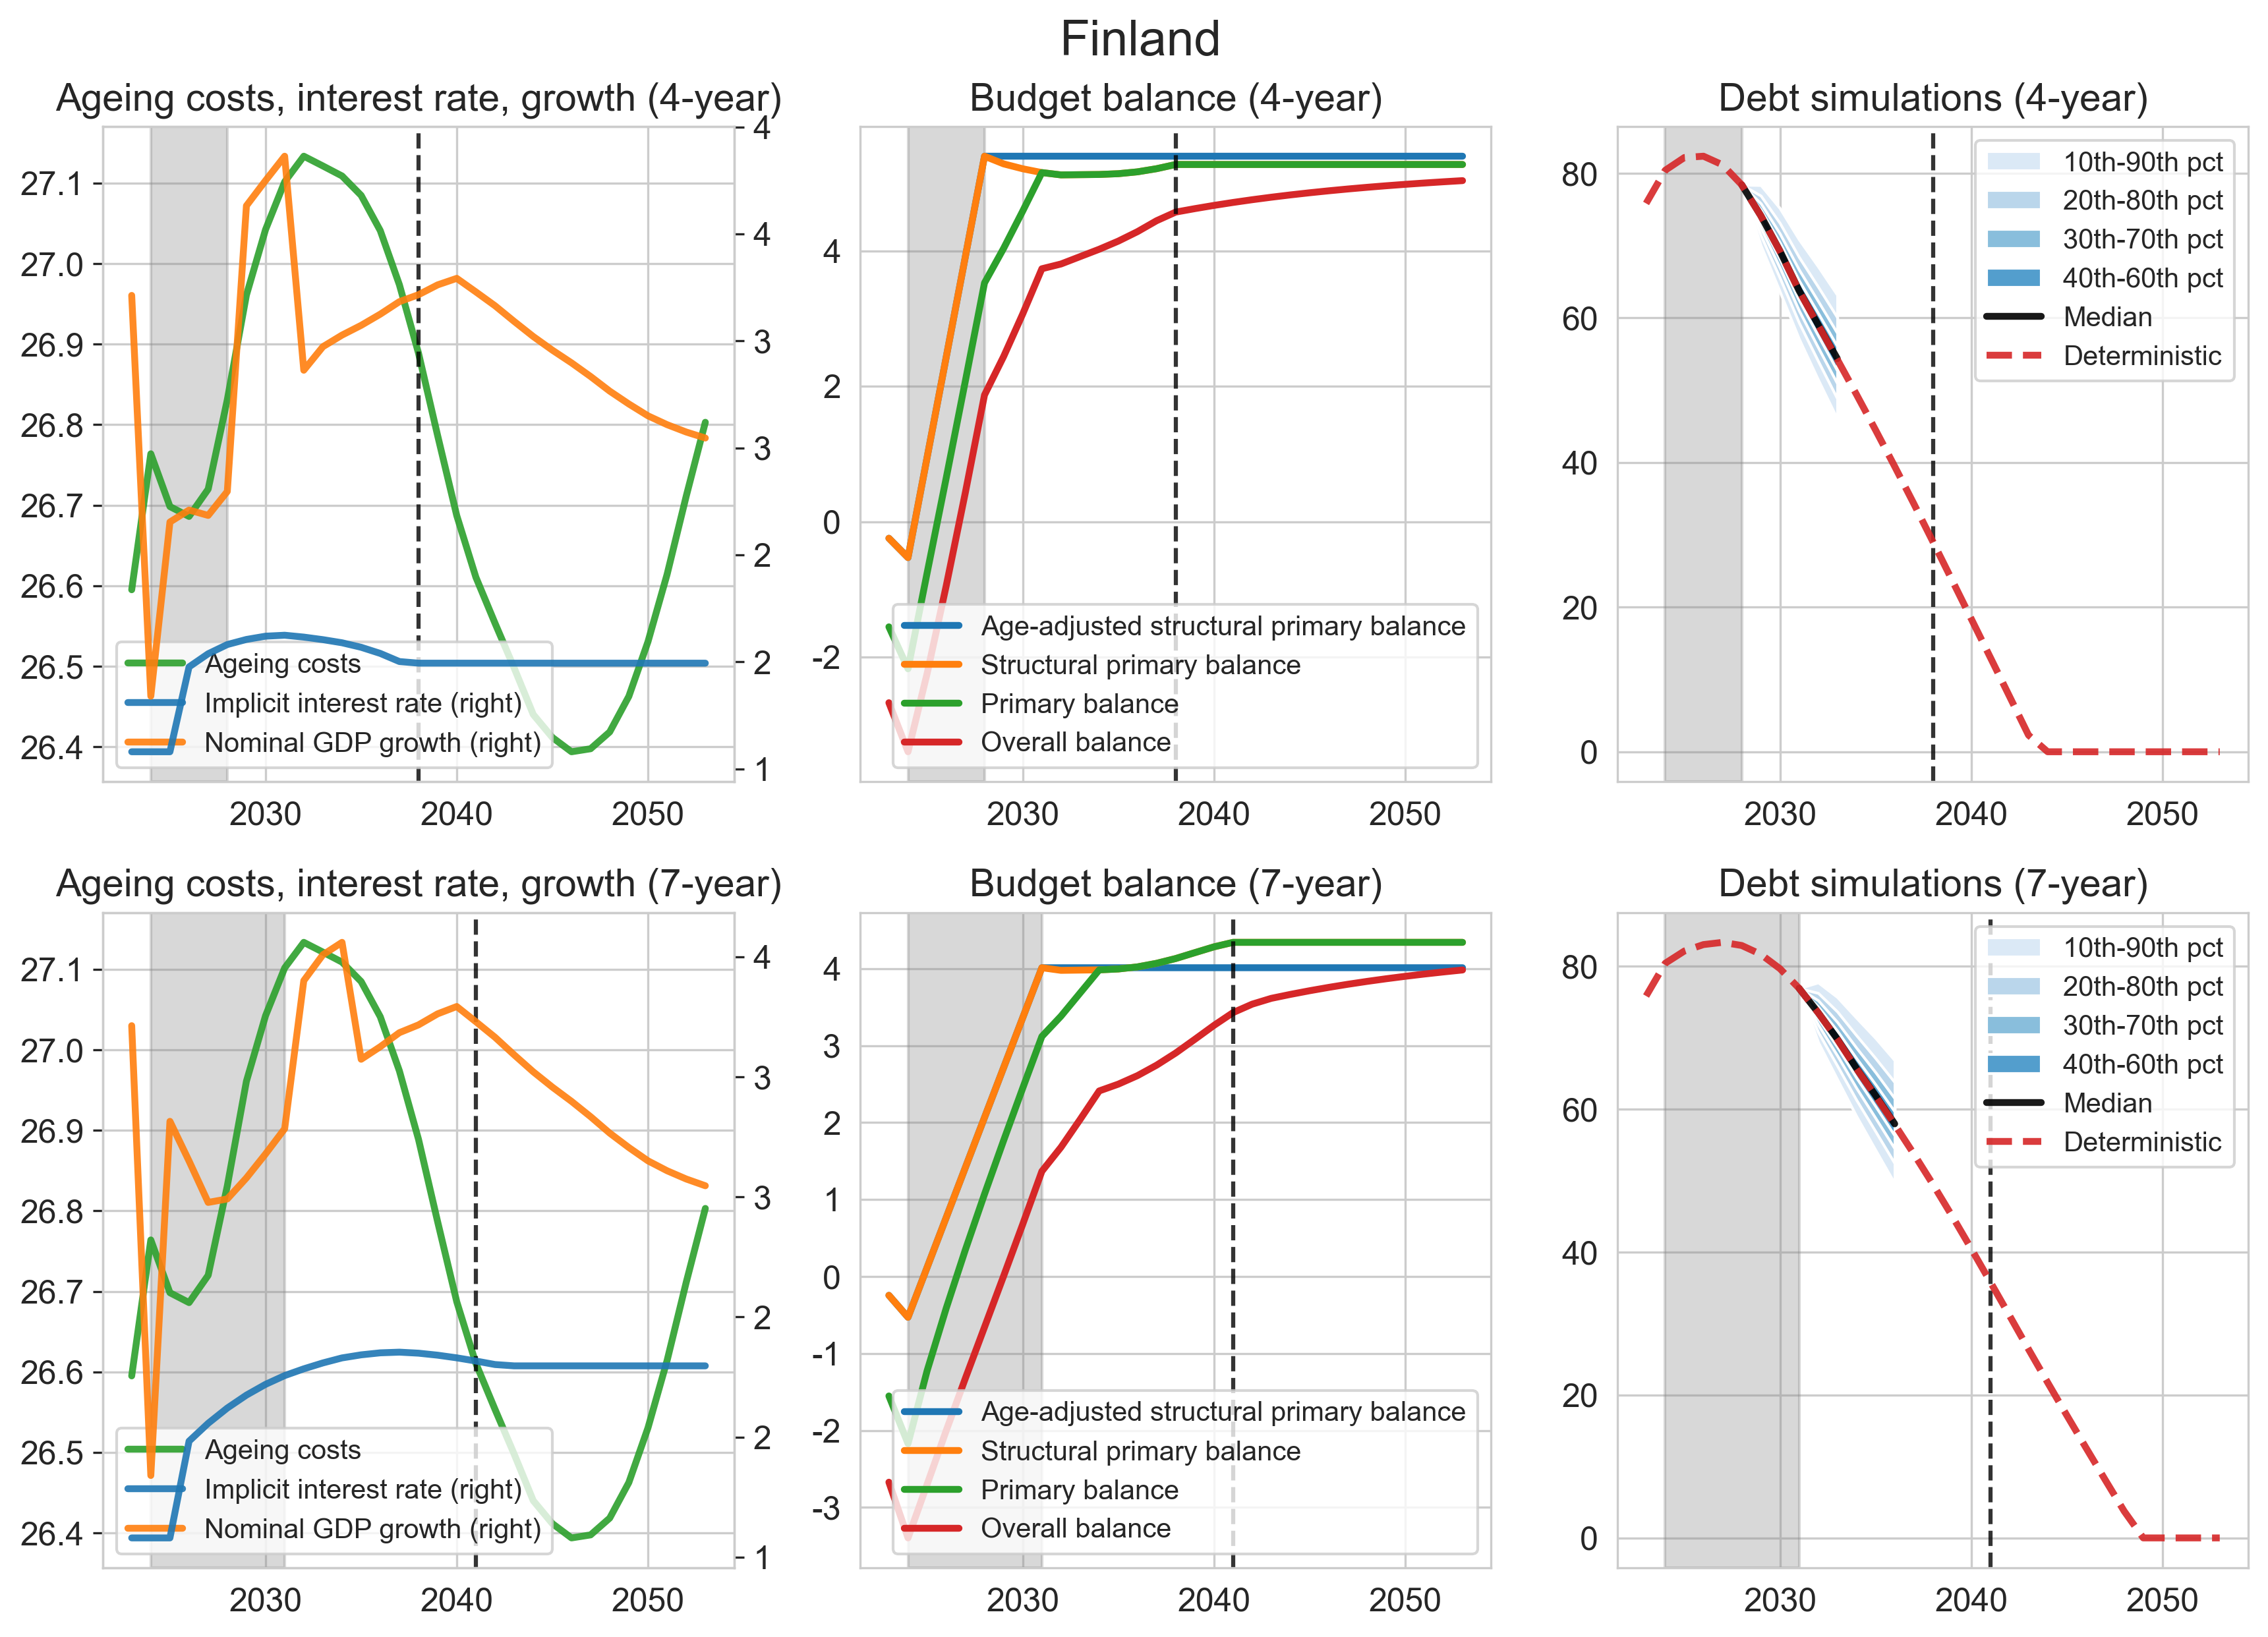 Finland
Ageing costs, interest rate, growth (4-year)
27.1
27.0
26.9
26.8
26.7
26.6
26.5
26.4
4
4
3
3
2
2
1
Ageing costs
Implicit interest rate (right)
Nominal GDP growth (right)
2030 2040 2050
Budget balance (4-year)
4
2
0
-2
Age-adjusted structural primary balance
Structural primary balance
Primary balance
Overall balance
2030 2040 2050
Debt simulations (4-year)
80
60
40
20
0
10th-90th pct
20th-80th pct
30th-70th pct
40th-60th pct
Median
Deterministic
2030 2040 2050
Ageing costs, interest rate, growth (7-year)
27.1
27.0
26.9
26.8
26.7
26.6
26.5
26.4
4
3
3
2
2
1
Ageing costs
Implicit interest rate (right)
Nominal GDP growth (right)
2030 2040 2050
Budget balance (7-year)
4
3
2
1
0
-1
-2
-3
Age-adjusted structural primary balance
Structural primary balance
Primary balance
Overall balance
2030 2040 2050
Debt simulations (7-year)
80
60
40
20
0
10th-90th pct
20th-80th pct
30th-70th pct
40th-60th pct
Median
Deterministic
2030 2040 2050